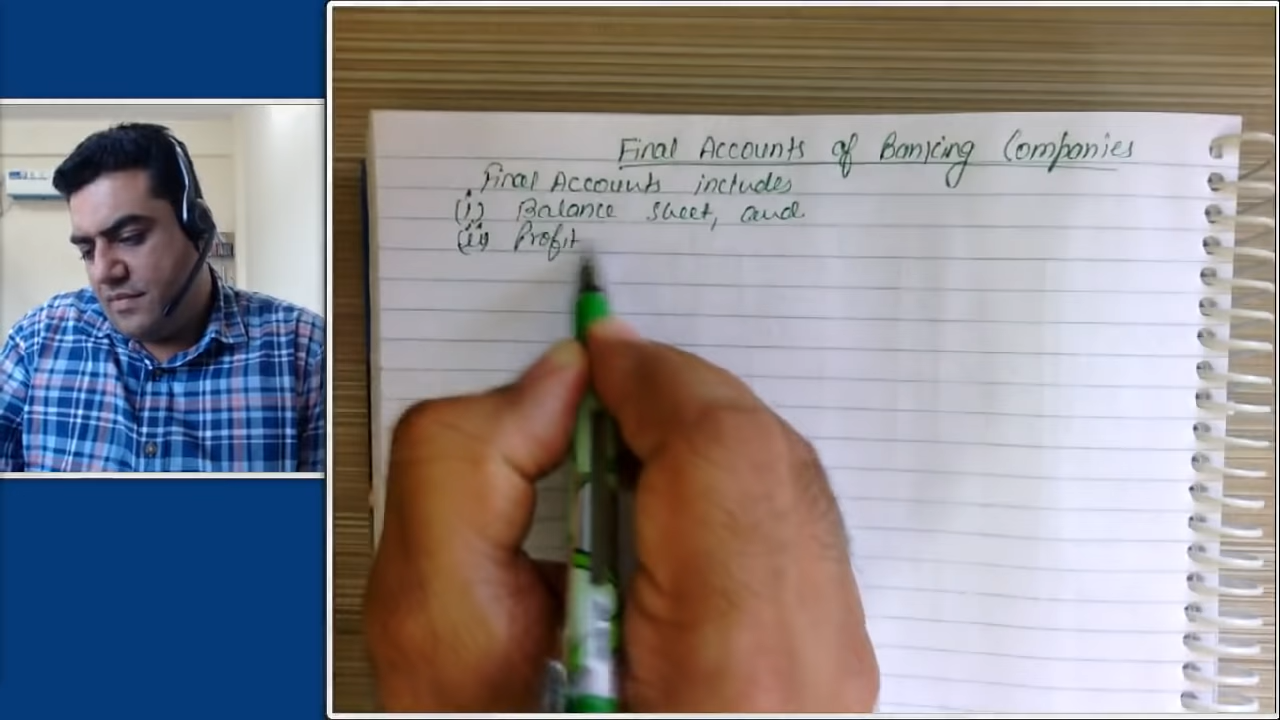 Final Accounts of Banking Companies
Final Accounts includes
(i) Balance sheet, and
(ii) Profit